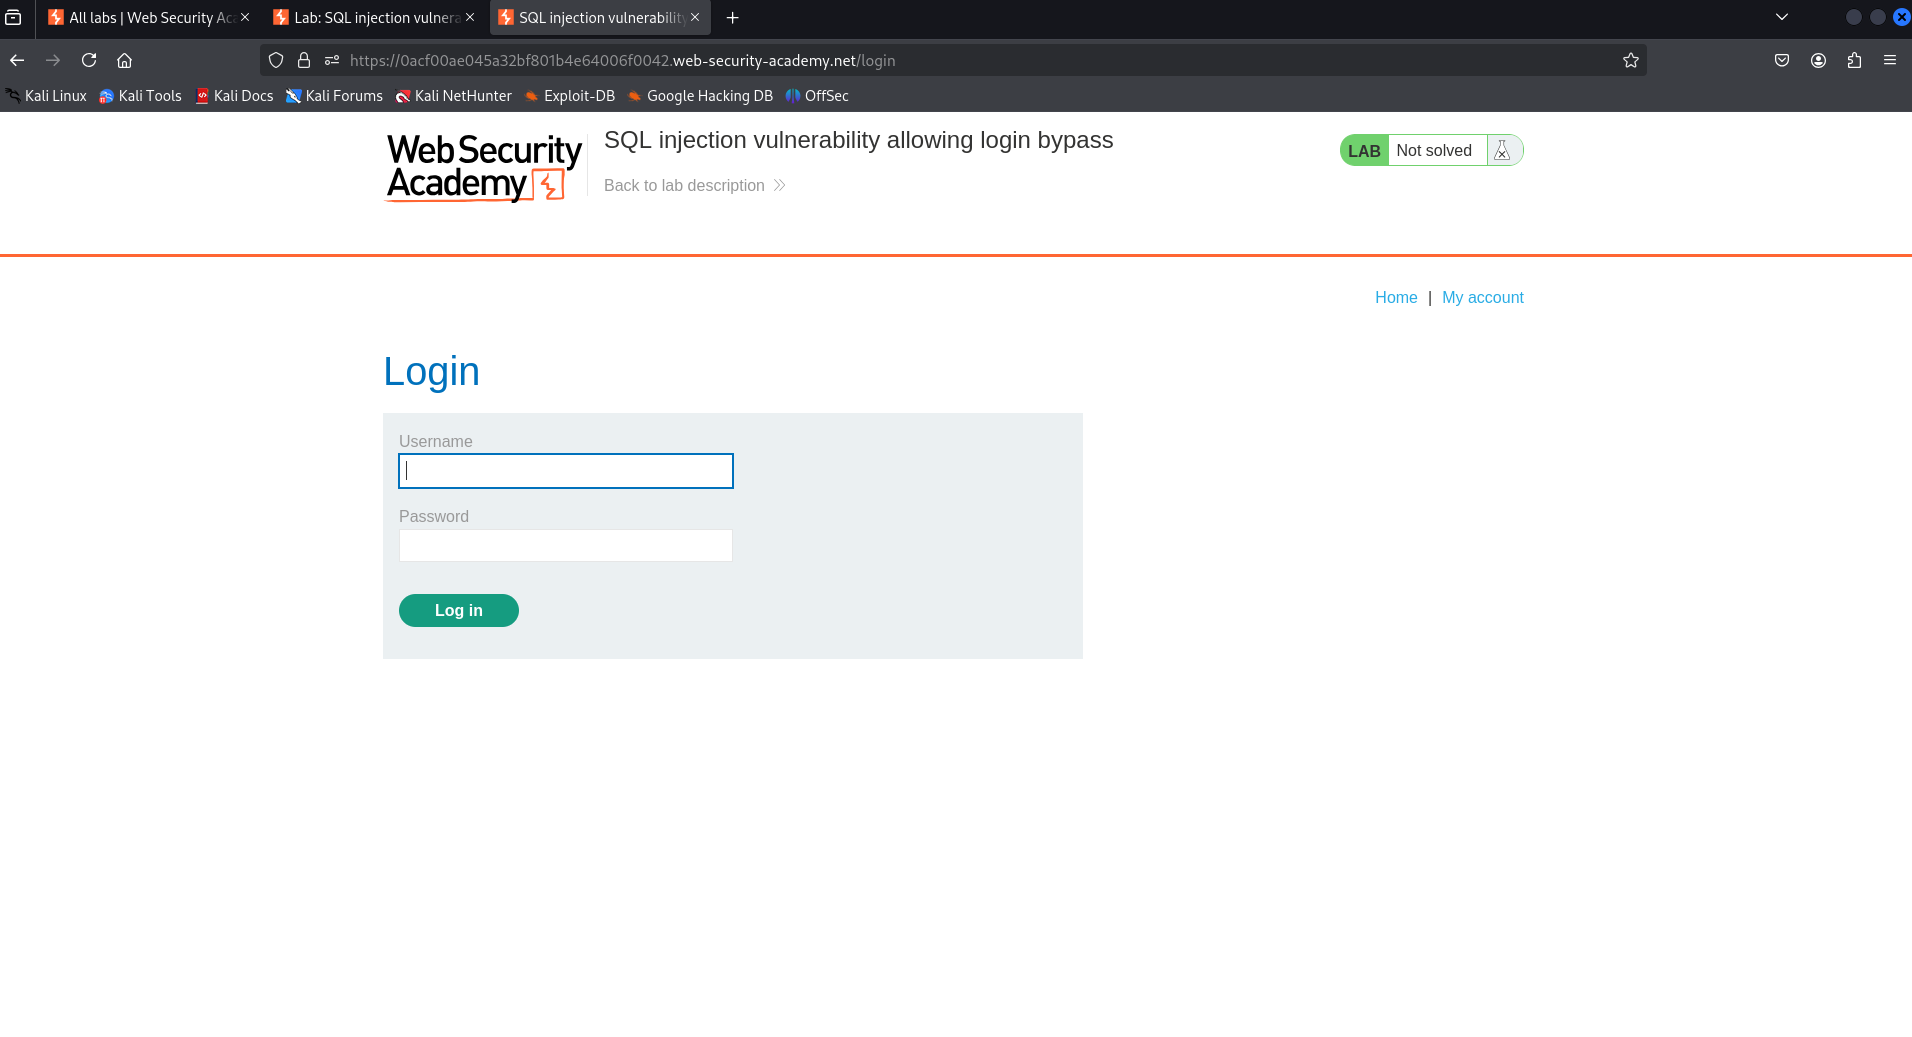 All labs | Web Security Aca
Lab: SQL injection vulnera
SQL injection vulnerability
https://0acf00ae045a32bf801b4e64006f0042.web-security-academy.net/login
Kali Linux
Kali Tools
Kali Docs
Kali Forums
Kali NetHunter
Exploit-DB
Google Hacking DB
OffSec
Web Security
Academy
SQL injection vulnerability allowing login bypass
Back to lab description
LAB
Not solved
Home | My account
Login
Username
Password
Log in